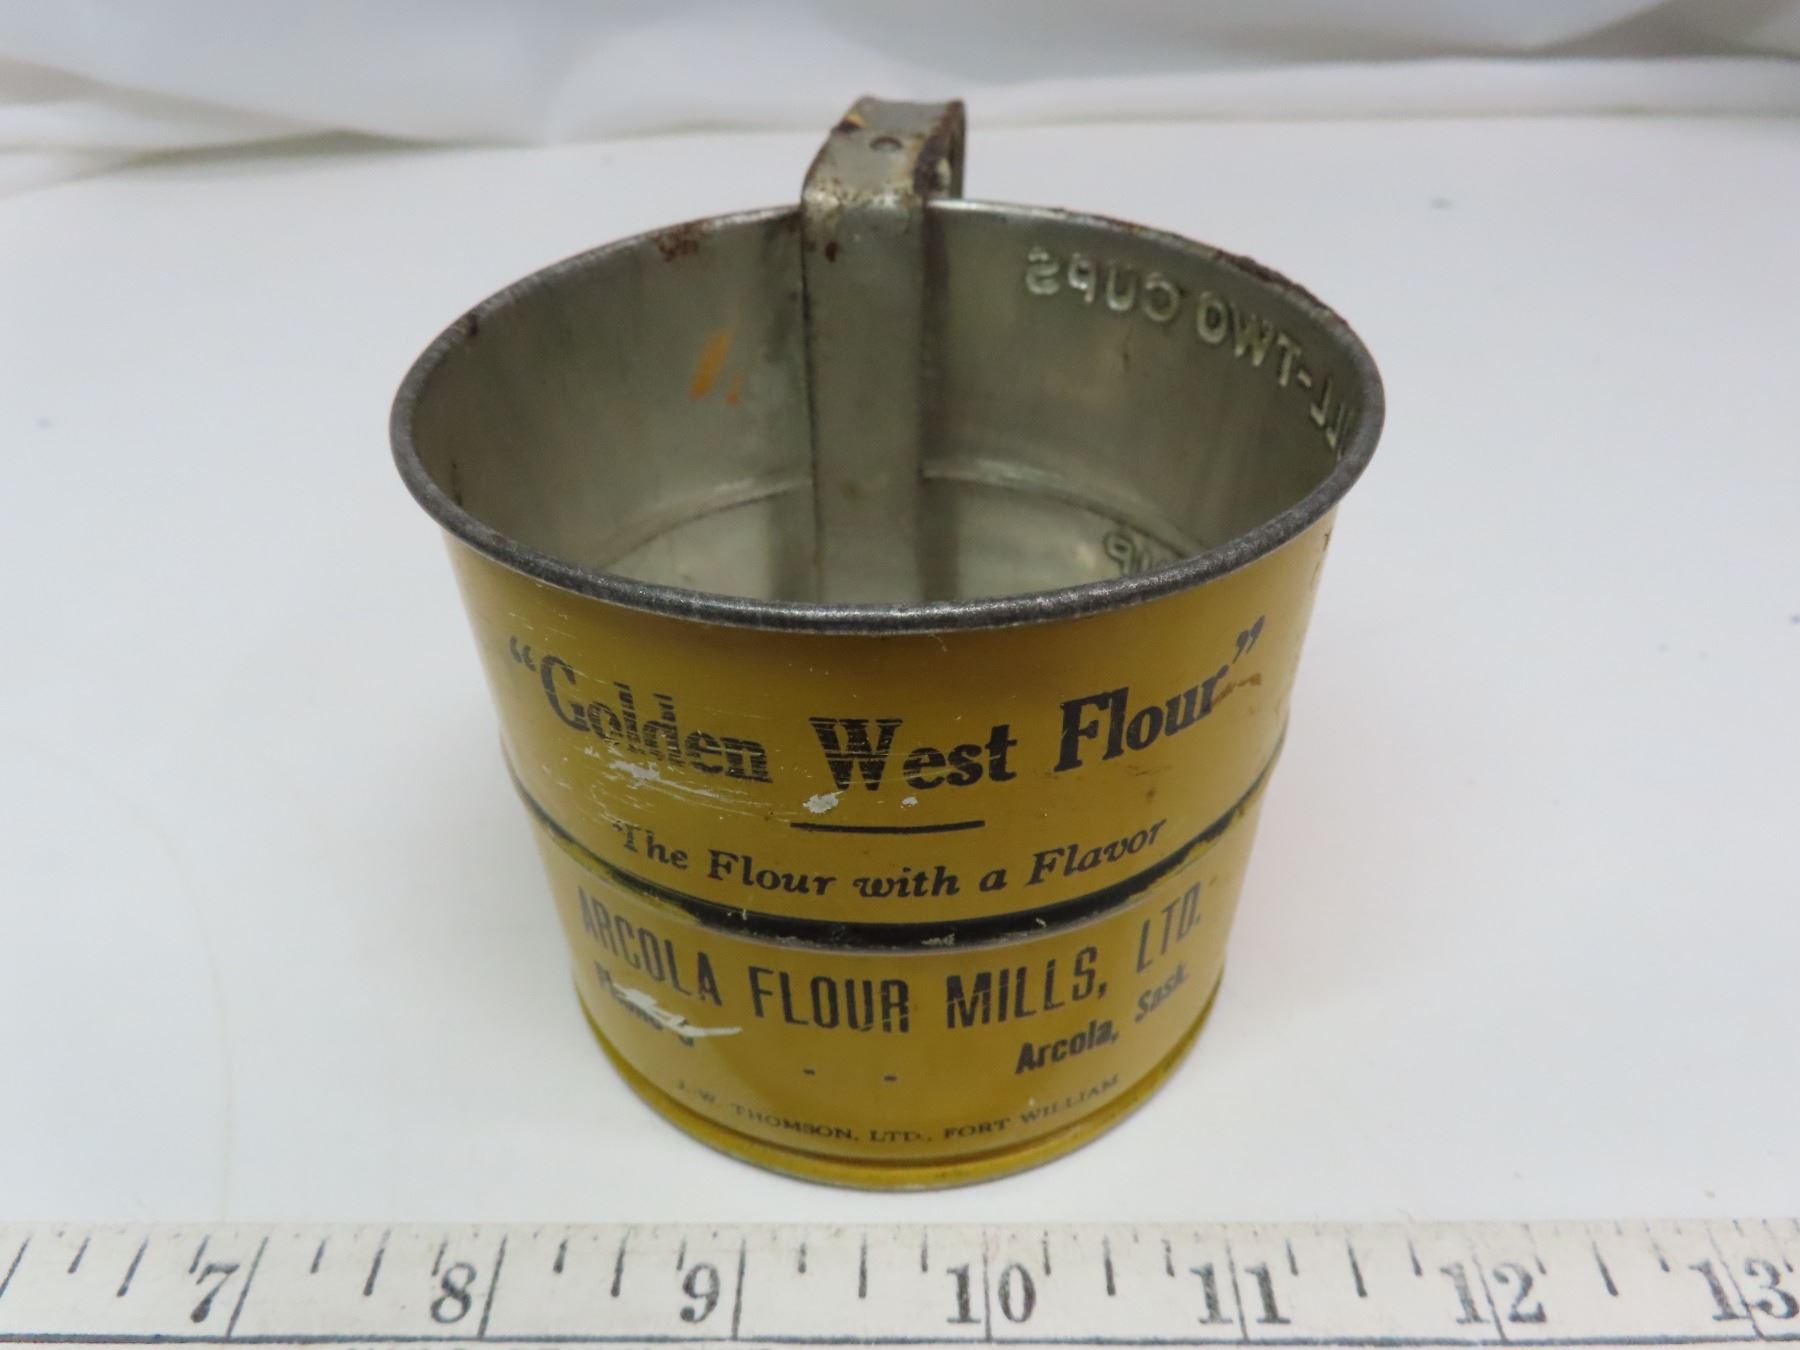 TWO CUPS
"Golden West Flour"
The Flour with a Flavor
ARCOLA FLOUR MILLS, LTD.
- - Arcola, Sask.
J. W. THOMSON, LTD., FORT WILLIAM
7 8 9 10 11 12 13